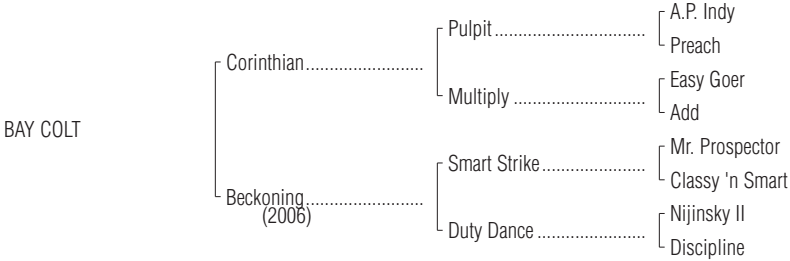 A.P. Indy
Pulpit..................................
Preach
Corinthian..........................
Easy Goer
Multiply .............................
Add
BAY COLT
Mr. Prospector
Smart Strike.......................
Classy 'n Smart
Beckoning..........................
(2006)
Nijinsky II
Duty Dance ........................
Discipline